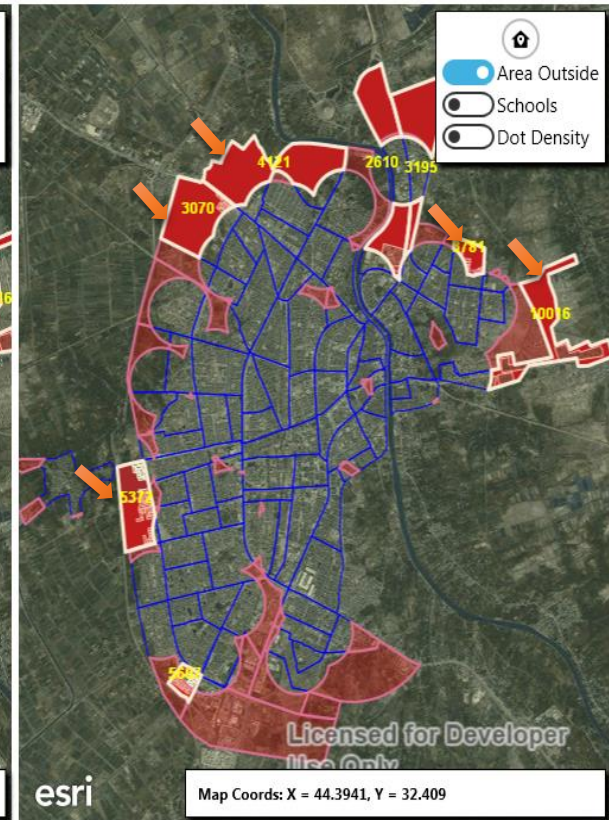 Area Outside
Schools
Dot Density
4121
2610
3195
3070
10016
5372
Licensed for Developer
Use Only
esri
Map Coords: X = 44.3941, Y = 32.409